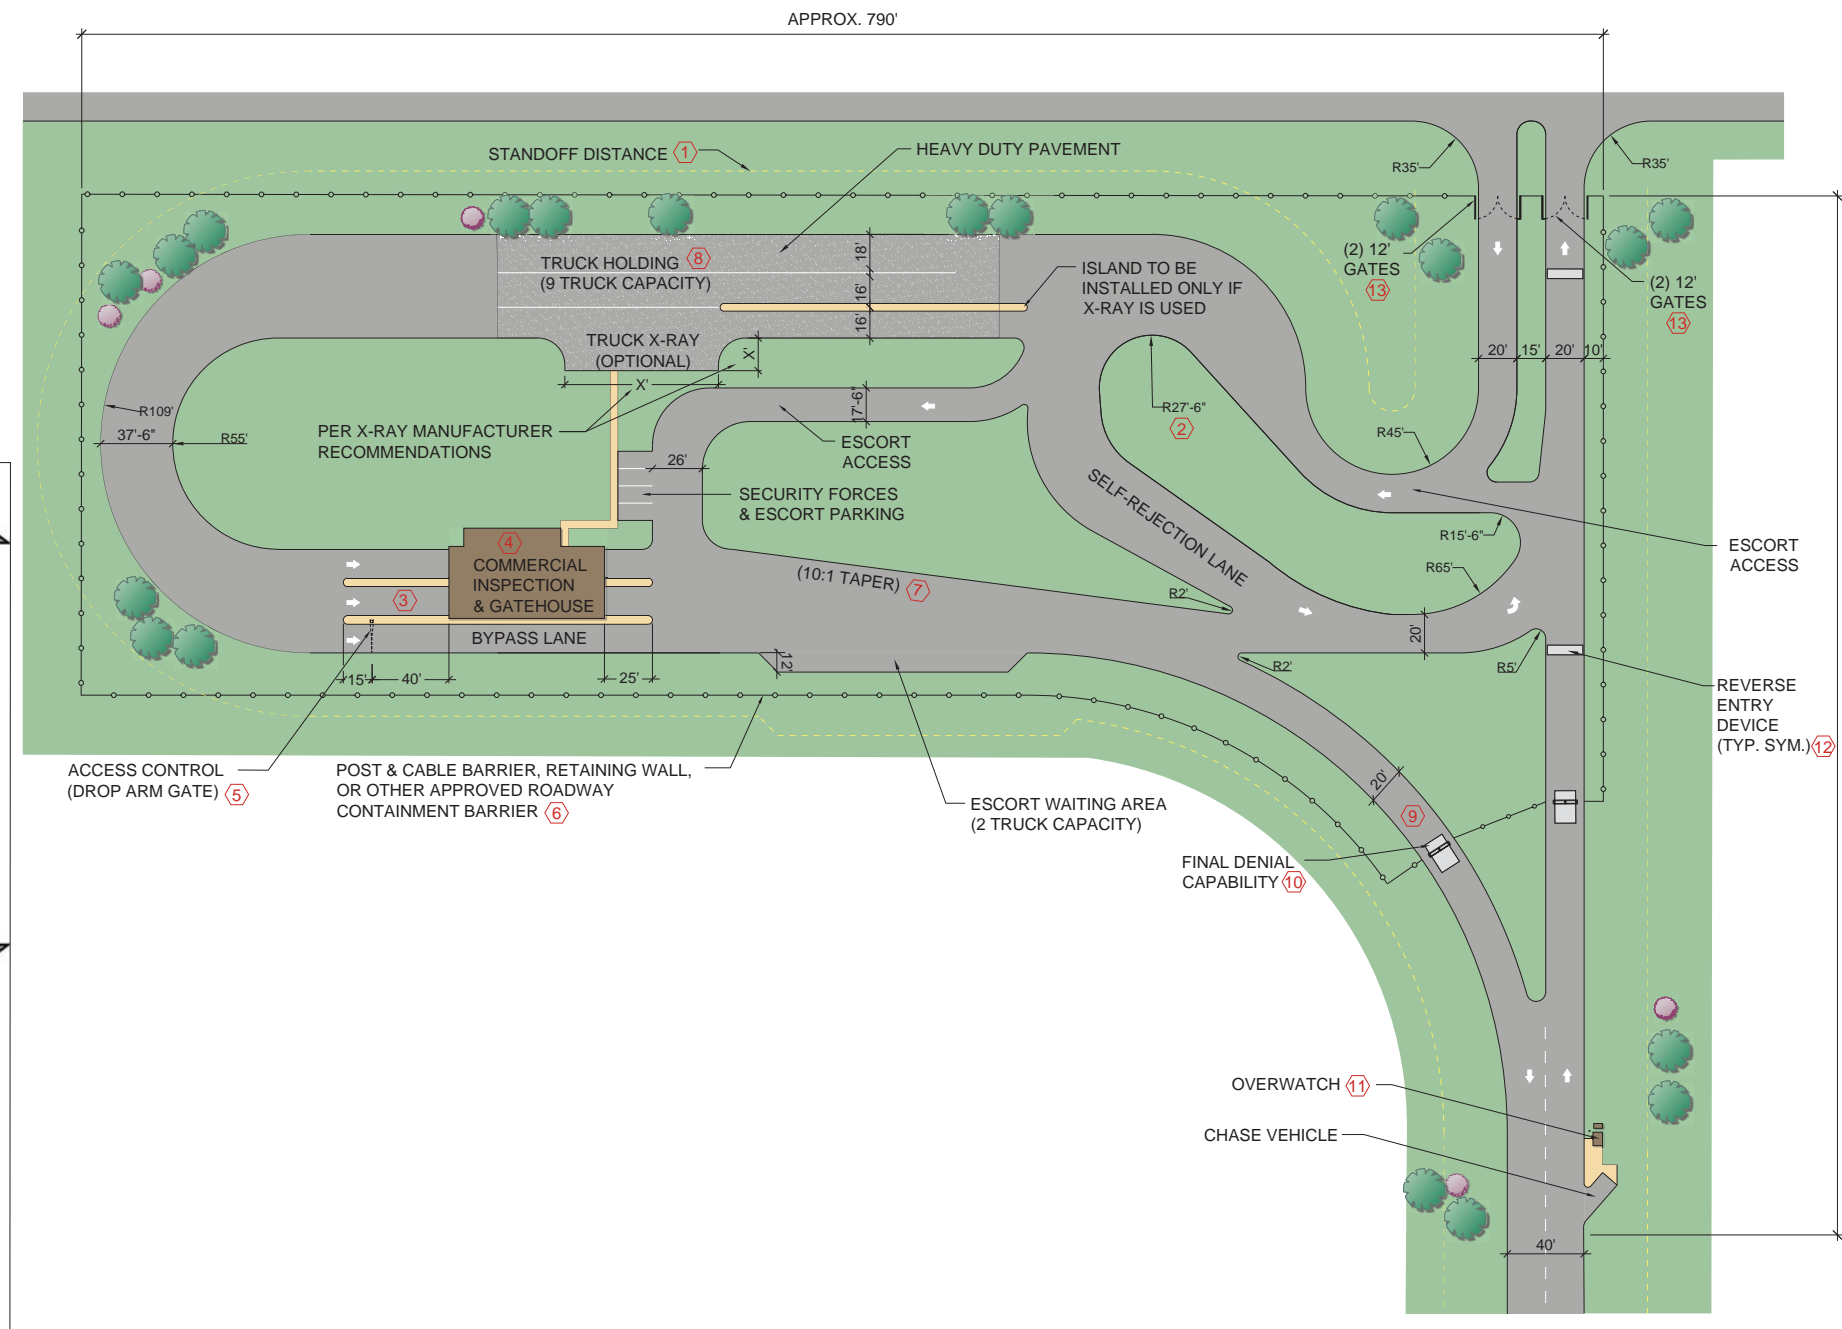 APPROX. 790'
STANDOFF DISTANCE 1
HEAVY DUTY PAVEMENT
R35'
R35'
TRUCK HOLDING 8
(9 TRUCK CAPACITY)
18'
16'
16'
ISLAND TO BE
INSTALLED ONLY IF
X-RAY IS USED
(2) 12'
GATES
13
(2) 12'
GATES
13
TRUCK X-RAY
(OPTIONAL)
X'
X'
20'
15'
20'
10'
R109'
37'-6"
R55'
PER X-RAY MANUFACTURER
RECOMMENDATIONS
17'-6"
R27'-6"
2
R45'
ESCORT
ACCESS
26'
SECURITY FORCES
& ESCORT PARKING
SELF-REJECTION LANE
R15'-6"
ESCORT
ACCESS
4
COMMERCIAL
INSPECTION
& GATEHOUSE
3
(10:1 TAPER) 7
R65'
R2'
BYPASS LANE
20'
12'
R2'
R5'
15'
40'
25'
REVERSE
ENTRY
DEVICE
(TYP. SYM.) 12
ACCESS CONTROL
(DROP ARM GATE) 5
POST & CABLE BARRIER, RETAINING WALL,
OR OTHER APPROVED ROADWAY
CONTAINMENT BARRIER 6
ESCORT WAITING AREA
(2 TRUCK CAPACITY)
20'
9
FINAL DENIAL
CAPABILITY 10
OVERWATCH 11
CHASE VEHICLE
40'